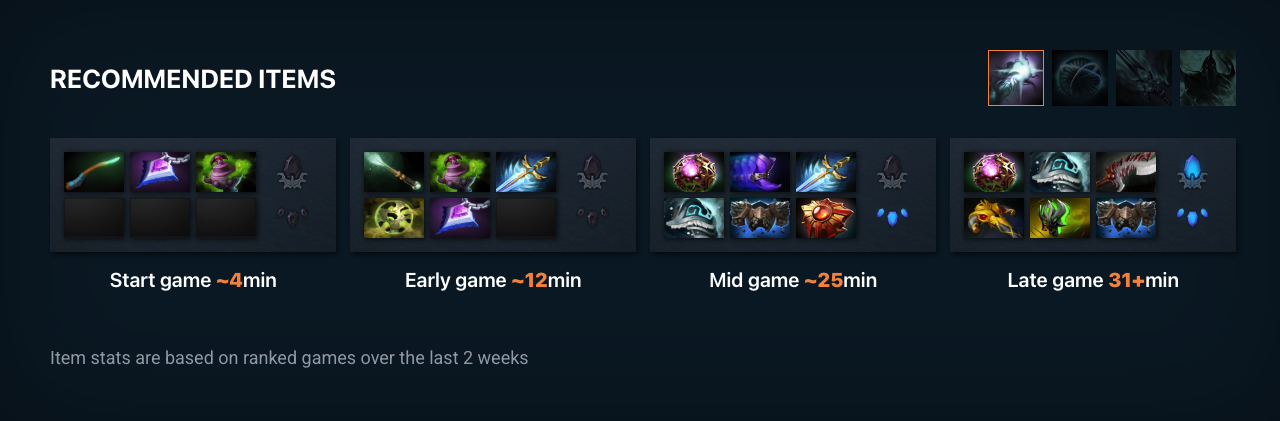 RECOMMENDED ITEMS
Start game ~4min
Early game ~12min
Mid game ~25min
Late game 31+min
Item stats are based on ranked games over the last 2 weeks